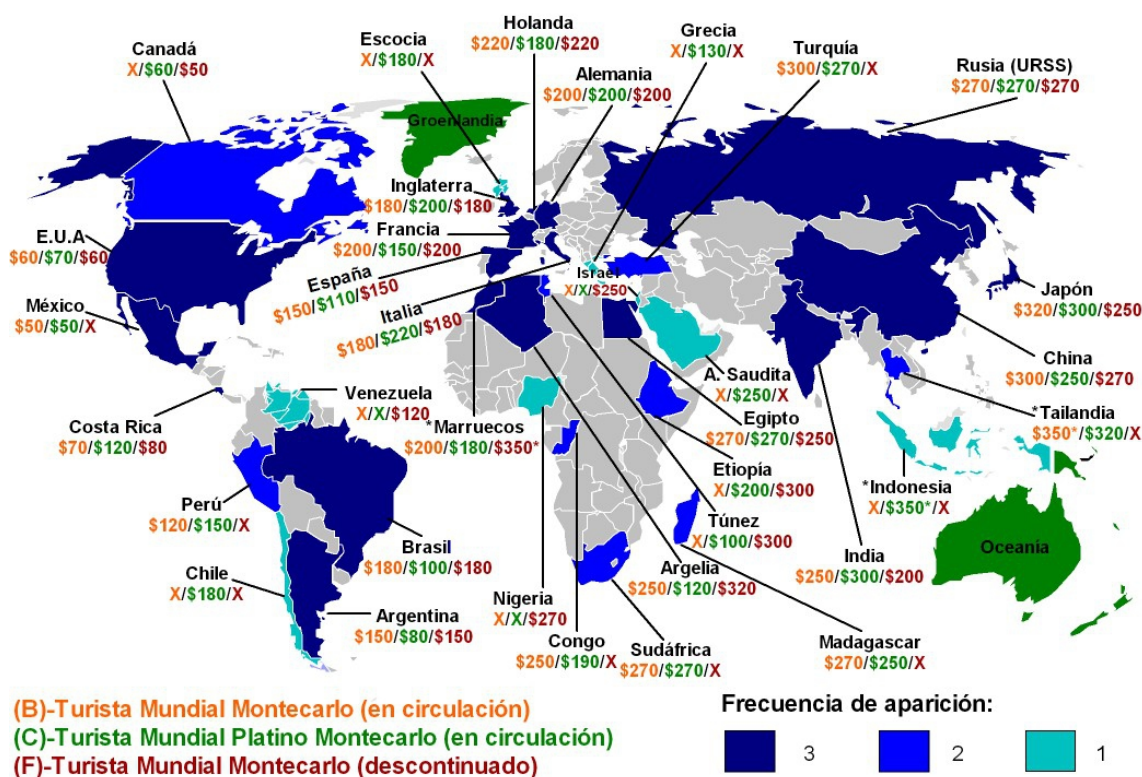 Canadá
X/$60/$50
Escocia
X/$180/X
Holanda
$220/$180/$220
Grecia
X/$130/X
Alemania
$200/$200/$200
Turquía
$300/$270/X
Rusia (URSS)
$270/$270/$270
Groenlandia
Inglaterra
$180/$200/$180
Francia
$200/$150/$200
España
$150/$110/$150
Italia
$180/$220/$180
Israel
X/X/$250
E.U.A
$60/$70/$60
México
$50/$50/X
Japón
$320/$300/$250
China
$300/$250/$270
*Tailandia
$350*/$320/X
A. Saudita
X/$250/X
Venezuela
X/X/$120
*Marruecos
$200/$180/$350*
Costa Rica
$70/$120/$80
Egipto
$270/$270/$250
Etiopía
X/$200/$300
*Indonesia
X/$350*/X
Perú
$120/$150/X
Túnez
X/$100/$300
Brasil
$180/$100/$180
India
$250/$300/$200
Oceanía
Argelia
$250/$120/$320
Chile
X/$180/X
Nigeria
X/X/$270
Argentina
$150/$80/$150
Congo
$250/$190/X
Sudáfrica
$270/$270/X
Madagascar
$270/$250/X
(B)-Turista Mundial Montecarlo (en circulación)
(C)-Turista Mundial Platino Montecarlo (en circulación)
(F)-Turista Mundial Montecarlo (descontinuado)
Frecuencia de aparición:
3
2
1